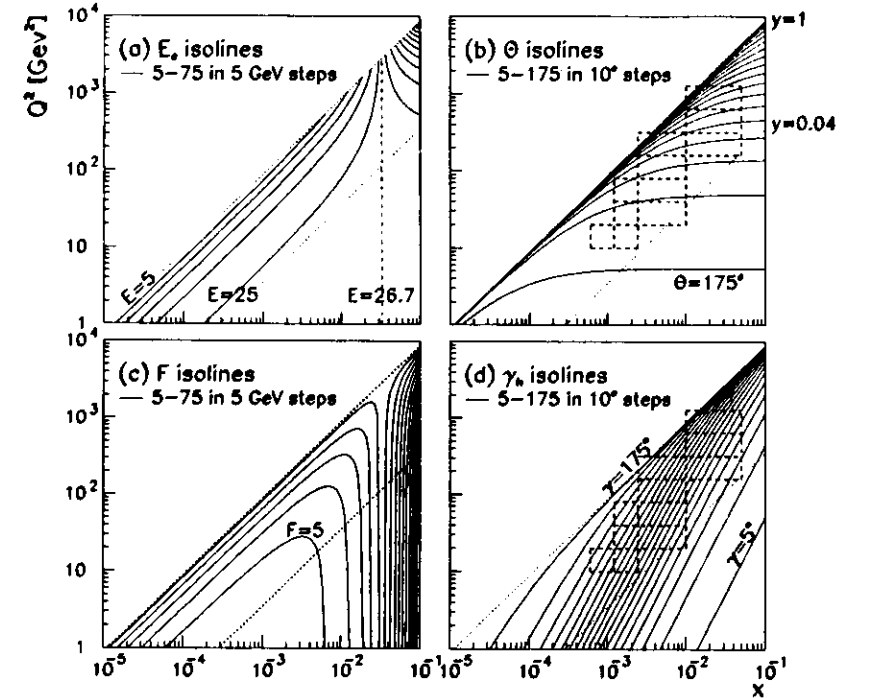 Q² [GeV²]
10⁴
10³
10²
10
1
(a) Eₑ isolines
— 5–75 in 5 GeV steps
E=5
E=25
E=26.7
(b) Θ isolines
— 5–175 in 10° steps
y=1
y=0.04
Θ=175°
10⁴
10³
10²
10
1
(c) F isolines
— 5–75 in 5 GeV steps
F=5
(d) γₕ isolines
— 5–175 in 10° steps
γ=175°
γ=5°
10⁻⁵
10⁻⁴
10⁻³
10⁻²
10⁻¹
10⁻⁵
10⁻⁴
10⁻³
10⁻²
10⁻¹
x